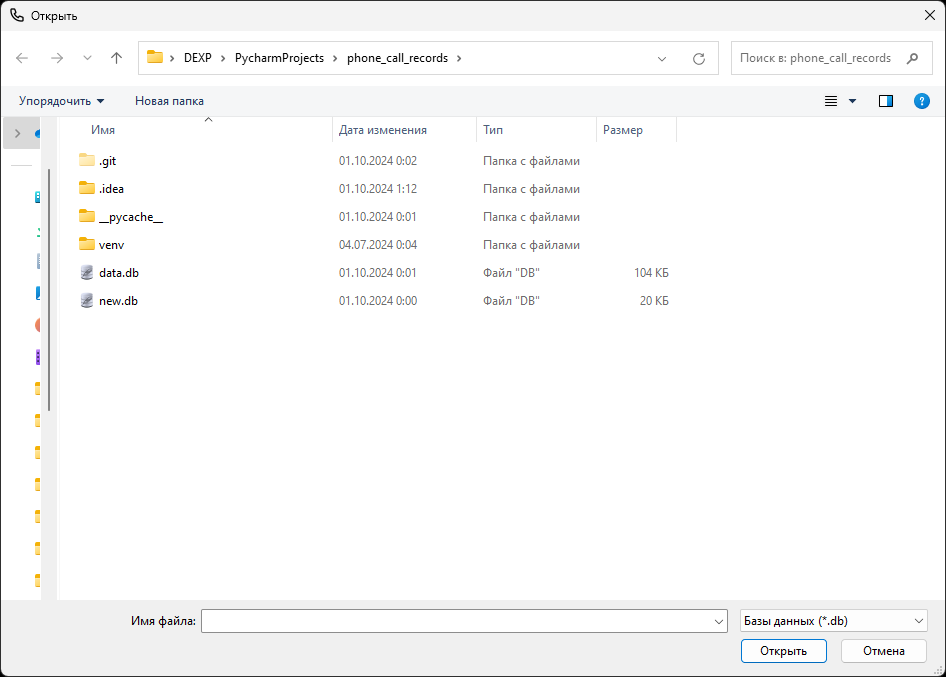 Открыть
DEXP PycharmProjects phone_call_records
Поиск в: phone_call_records
Упорядочить Новая папка
Имя Дата изменения Тип Размер
.git 01.10.2024 0:02 Папка с файлами
.idea 01.10.2024 1:12 Папка с файлами
__pycache__ 01.10.2024 0:01 Папка с файлами
venv 04.07.2024 0:04 Папка с файлами
data.db 01.10.2024 0:01 Файл "DB" 104 КБ
new.db 01.10.2024 0:00 Файл "DB" 20 КБ
Имя файла: Базы данных (*.db)
Открыть Отмена